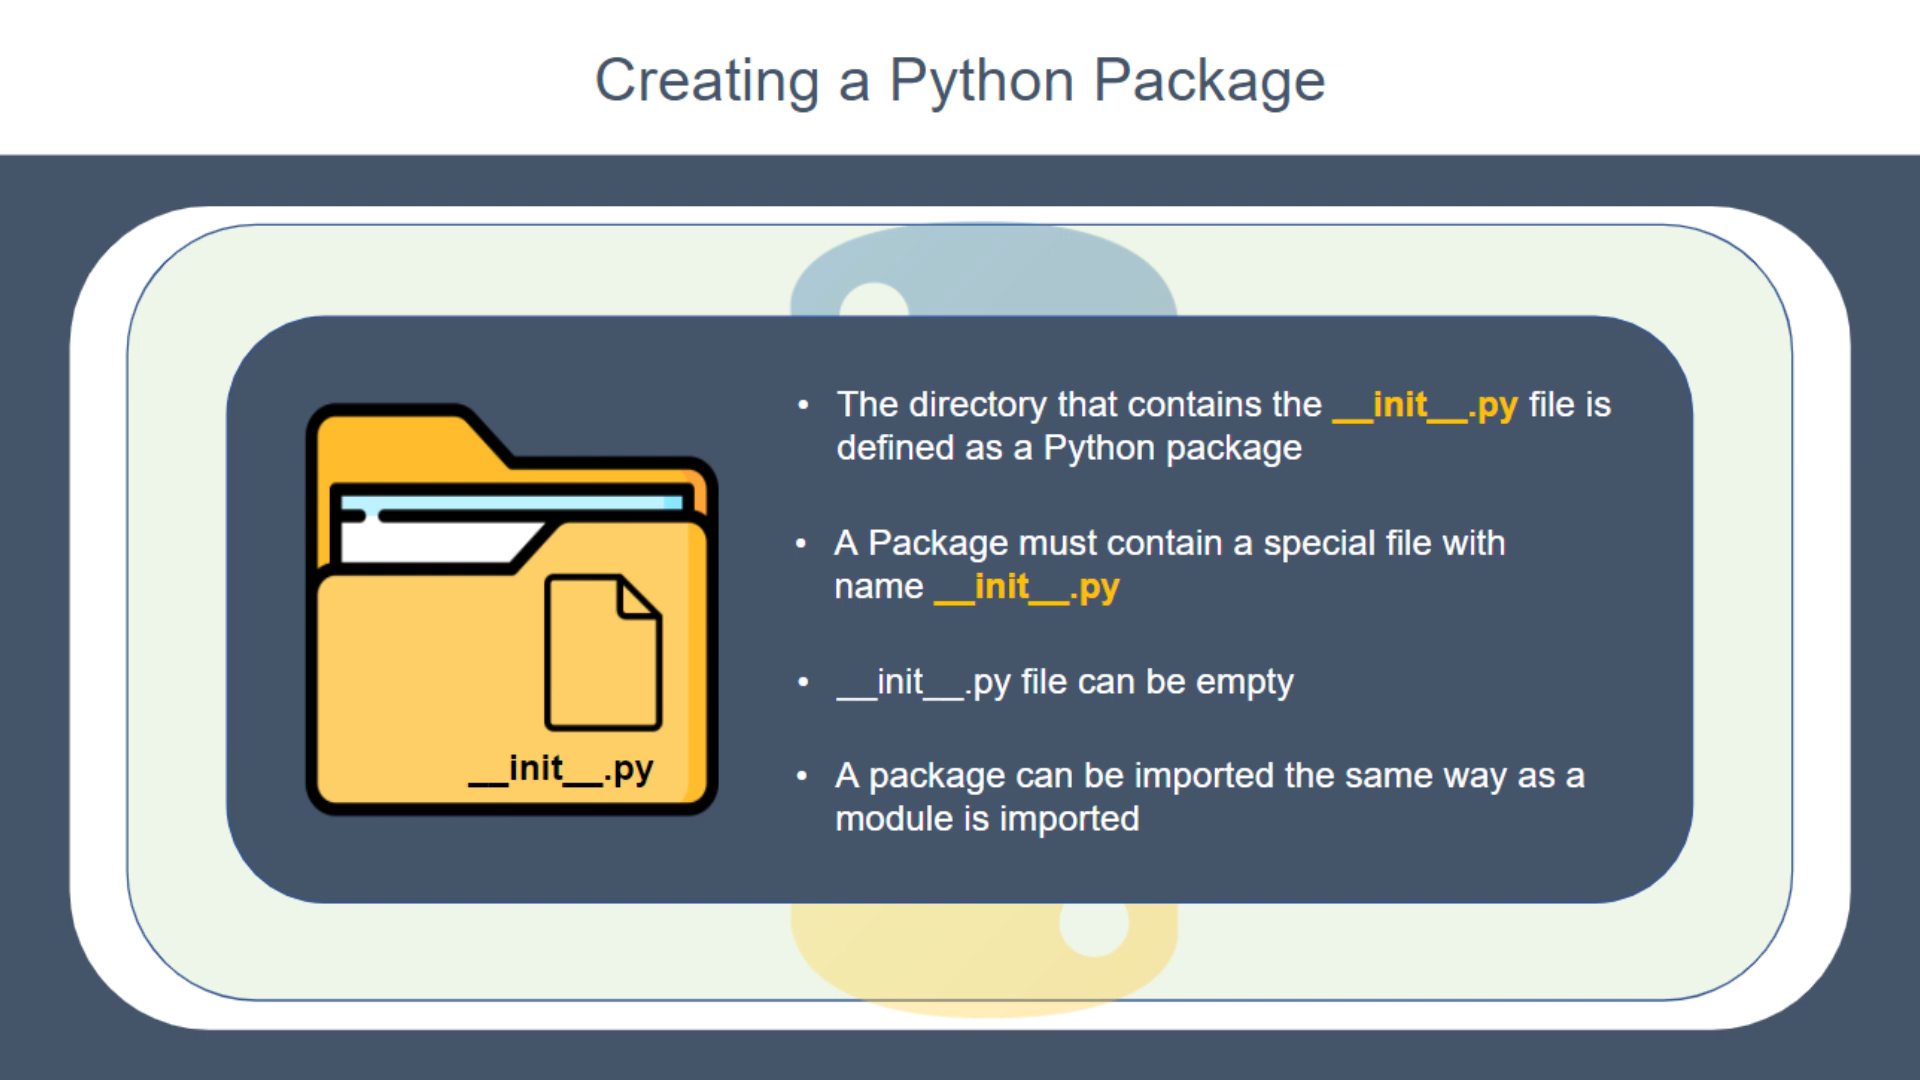 Creating a Python Package
• The directory that contains the __init__.py file is
defined as a Python package
• A Package must contain a special file with
name __init__.py
• __init__.py file can be empty
• A package can be imported the same way as a
module is imported
__init__.py